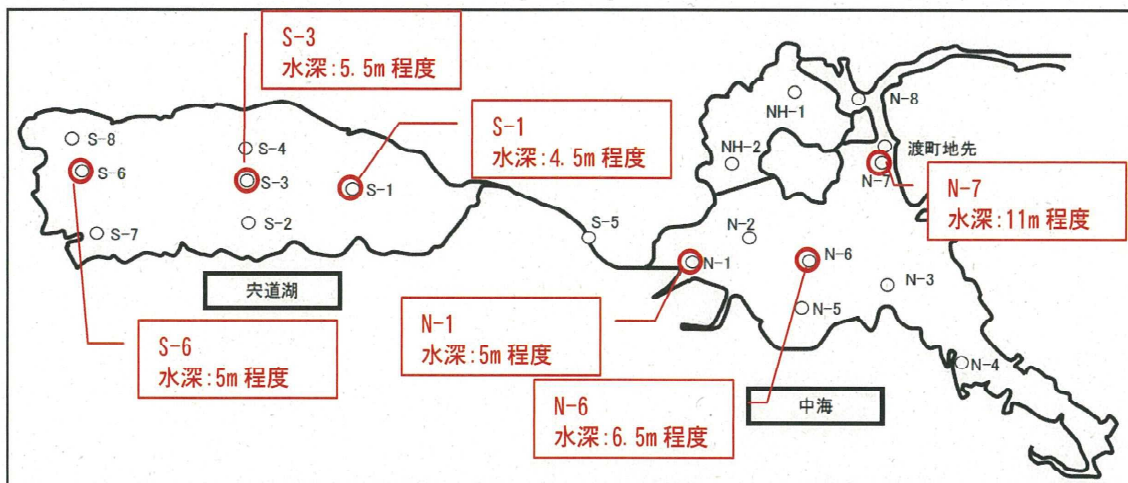 S-3
水深:5.5m 程度
S-1
水深:4.5m 程度
NH-1
N-8
S-8
S-4
NH-2
渡町地先
S-6
S-3
S-1
N-7
N-7
水深:11m 程度
S-7
S-2
S-5
N-2
N-1
N-6
N-3
宍道湖
N-1
水深:5m 程度
N-5
S-6
水深:5m 程度
N-4
N-6
水深:6.5m 程度
中海